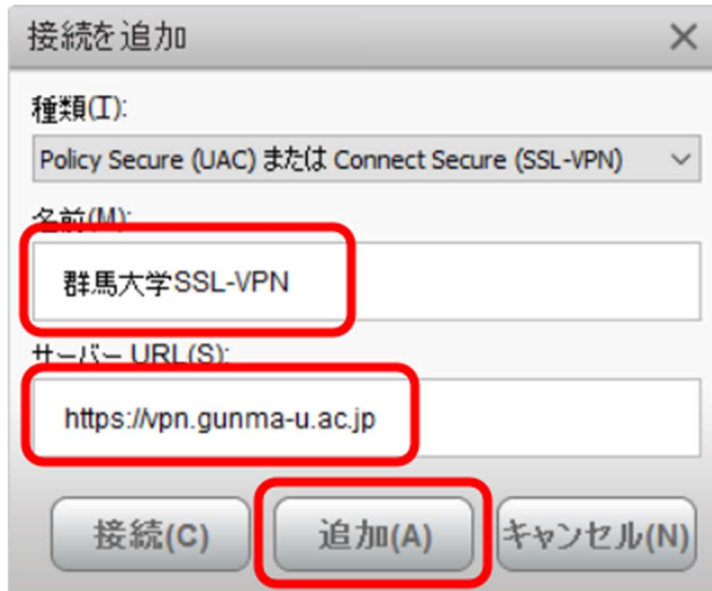 接続を追加
種類(T):
Policy Secure (UAC) または Connect Secure (SSL-VPN)
名前(M):
群馬大学SSL-VPN
サーバー URL(S):
https://vpn.gunma-u.ac.jp
接続(C) 追加(A) キャンセル(N)